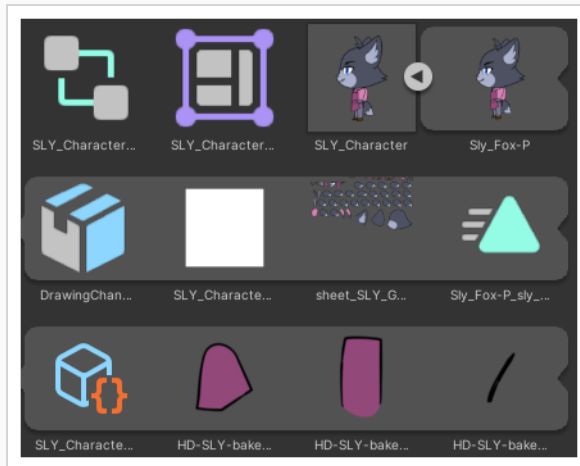 SLY_Character...
SLY_Character...
SLY_Character
Sly_Fox-P
DrawingChan...
SLY_Characte...
sheet_SLY_G...
Sly_Fox-P_sly_...
SLY_Characte...
HD-SLY-bake...
HD-SLY-bake...
HD-SLY-bake...